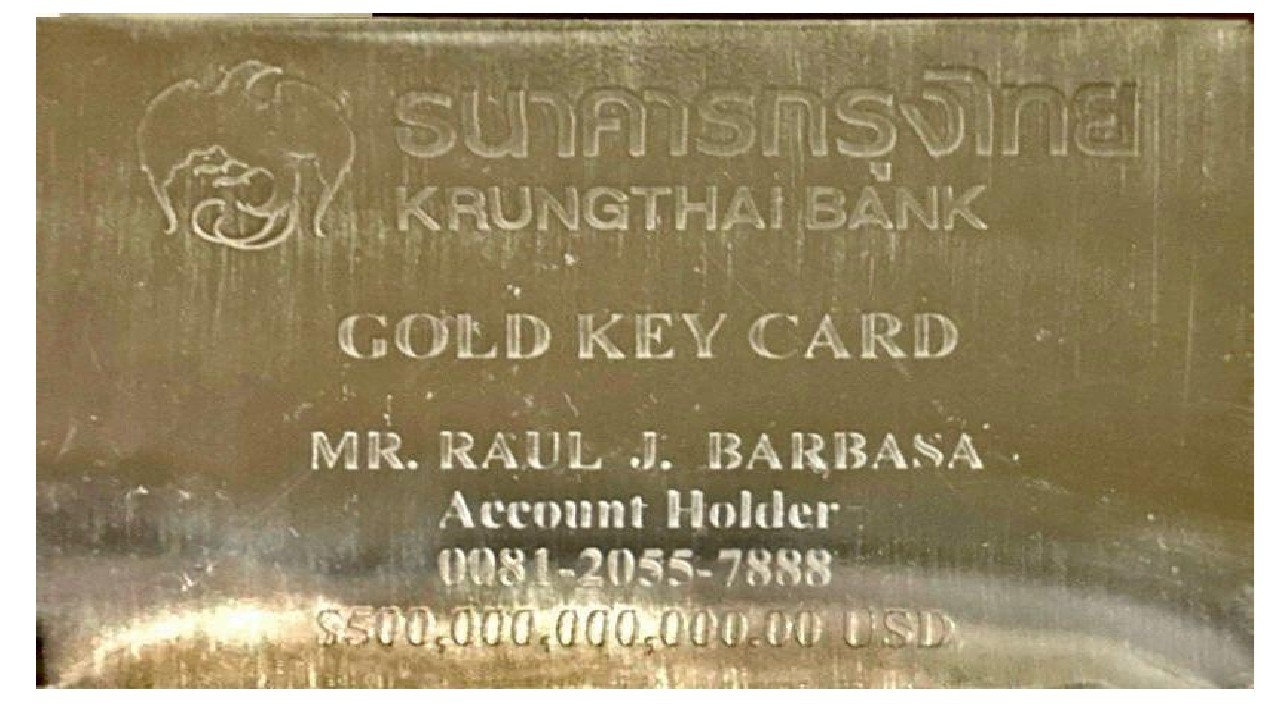 ธนาคารกรุงไทย
KRUNGTHAI BANK
GOLD KEY CARD
MR. RAUL J. BARBASA
Account Holder
0081-2055-7888
$500,000,000,000.00 USD